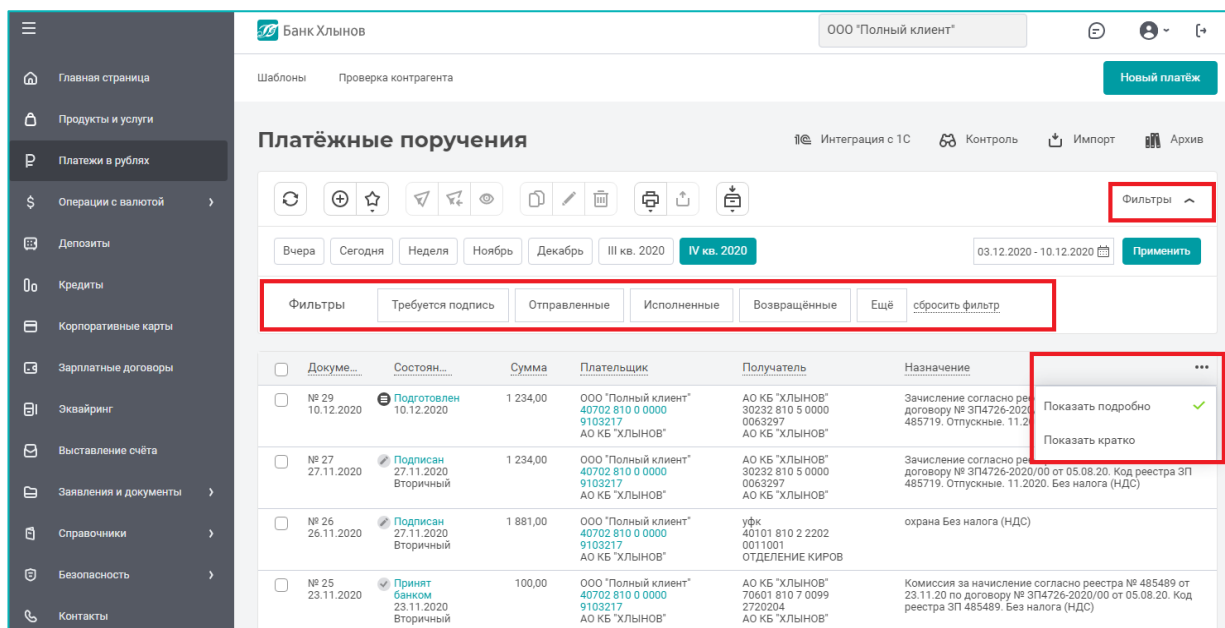 Банк Хлынов
ООО "Полный клиент"
Главная страница
Продукты и услуги
Платежи в рублях
Операции с валютой
Депозиты
Кредиты
Корпоративные карты
Зарплатные договоры
Эквайринг
Выставление счёта
Заявления и документы
Справочники
Безопасность
Контакты
Шаблоны Проверка контрагента Новый платёж
Платёжные поручения
1С Интеграция с 1С Контроль Импорт Архив
Фильтры
Вчера Сегодня Неделя Ноябрь Декабрь III кв. 2020 IV кв. 2020 03.12.2020 - 10.12.2020 Применить
Фильтры Требуется подпись Отправленные Исполненные Возвращённые Ещё сбросить фильтр
Докуме... Состоян... Сумма Плательщик Получатель Назначение
Показать подробно
Показать кратко
№ 29 Подготовлен 1 234,00 ООО "Полный клиент" АО КБ "ХЛЫНОВ" Зачисление согласно рее
10.12.2020 10.12.2020 40702 810 0 0000 30232 810 5 0000 договору № ЗП4726-2020
9103217 0063297 485719. Отпускные. 11.20
АО КБ "ХЛЫНОВ" АО КБ "ХЛЫНОВ"
№ 27 Подписан 1 234,00 ООО "Полный клиент" АО КБ "ХЛЫНОВ" Зачисление согласно рее
27.11.2020 27.11.2020 40702 810 0 0000 30232 810 5 0000 договору № ЗП4726-2020/00 от 05.08.20. Код реестра ЗП
Вторичный 9103217 0063297 485719. Отпускные. 11.2020. Без налога (НДС)
АО КБ "ХЛЫНОВ" АО КБ "ХЛЫНОВ"
№ 26 Подписан 1 881,00 ООО "Полный клиент" уфк охрана Без налога (НДС)
26.11.2020 27.11.2020 40702 810 0 0000 40101 810 2 2202
Вторичный 9103217 0011001
АО КБ "ХЛЫНОВ" ОТДЕЛЕНИЕ КИРОВ
№ 25 Принят 100,00 ООО "Полный клиент" АО КБ "ХЛЫНОВ" Комиссия за начисление согласно реестра № 485489 от
23.11.2020 банком 40702 810 0 0000 70601 810 7 0099 23.11.20 по договору № ЗП4726-2020/00 от 05.08.20. Код
23.11.2020 9103217 2720204 реестра ЗП 485489. Без налога (НДС)
Вторичный АО КБ "ХЛЫНОВ" АО КБ "ХЛЫНОВ"